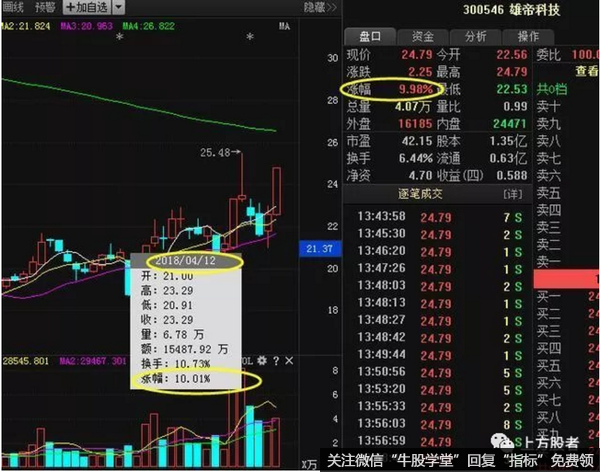 画线 预警 +加自选 隐藏>>
MA2:21.824 MA3:20.953 MA4:26.822 MA
30
28
26
24
22
21.37
20
18
16
25.48→
2018/04/12
开: 21.00
高: 23.29
低: 20.91
收: 23.29
量: 6.78 万
额: 15487.92 万
换手: 10.73%
涨幅: 10.01%
28545.801 MA2:29467.301 VOL
8
6
4
2
X万
300546 雄帝科技
盘口 资金 分析 操作
现价 24.79 今开 22.56 委比 100.0
涨跌 2.25 最高 24.79 查看
涨幅 9.98% 最低 22.53 共0档
总量 4.07万 量比 0.99 卖十
外盘 16185 内盘 24471 卖九
市盈 42.15 股本 1.35亿 卖八
换手 6.44% 流通 0.63亿 卖七
净资 4.70 收益(四) 0.588 卖六
逐笔成交 [详] 卖五
13:43:58 24.79 7 S 卖四
13:45:30 24.79 2 S 卖三
13:46:20 24.79 1 S 卖二
13:47:26 24.79 1 S 卖一
13:48:03 24.79 2 S
13:48:13 24.79 1 S 买一
13:48:27 24.79 1 S 买二
13:48:42 24.79 2 S 买三
13:49:44 24.79 1 S 买四
13:50:56 24.79 1 S 买五
13:53:20 24.79 5 S 买六
13:55:33 24.79 2 S 买七
13:56:03 24.79 8 S 买八
13:56:59 24.79 买九
上方股者
关注微信“牛股学堂”回复“指标”免费领